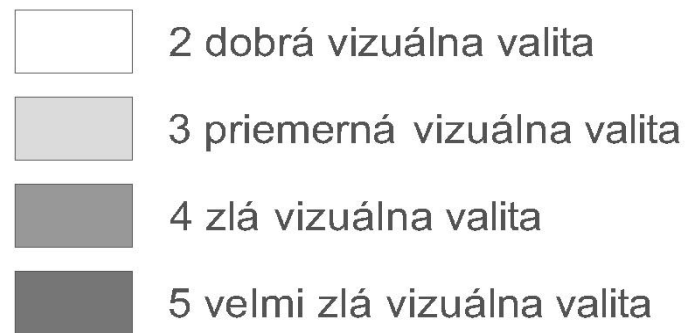 2 dobrá vizuálna valita
3 priemerná vizuálna valita
4 zlá vizuálna valita
5 velmi zlá vizuálna valita